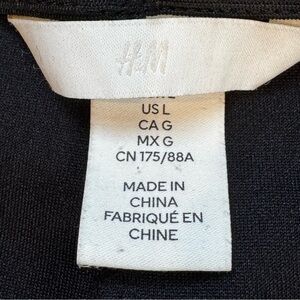 H&M
US L
CA G
MX G
CN 175/88A
MADE IN
CHINA
FABRIQUÉ EN
CHINE